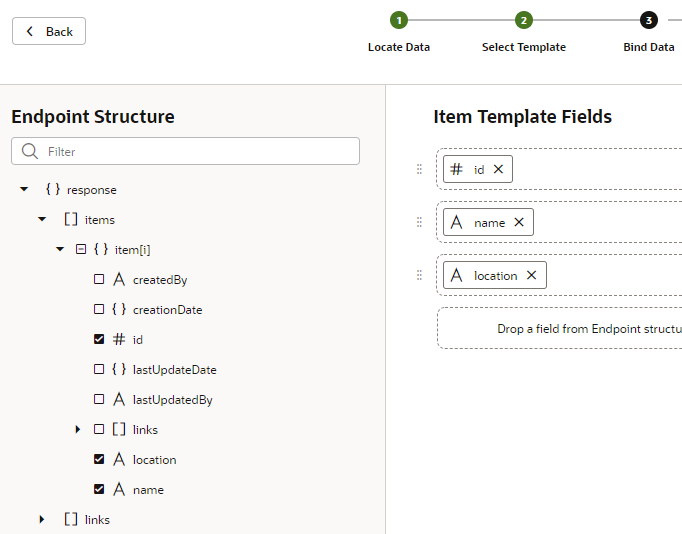 Back
1
2
3
Locate Data
Select Template
Bind Data
Endpoint Structure
Filter
{ } response
[ ] items
{ } item[i]
A createdBy
{ } creationDate
# id
{ } lastUpdateDate
A lastUpdatedBy
[ ] links
A location
A name
[ ] links
Item Template Fields
# id
A name
A location
Drop a field from Endpoint structu